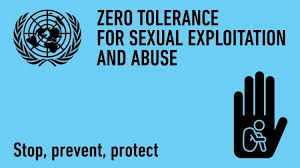 ZERO TOLERANCE
FOR SEXUAL EXPLOITATION
AND ABUSE
Stop, prevent, protect